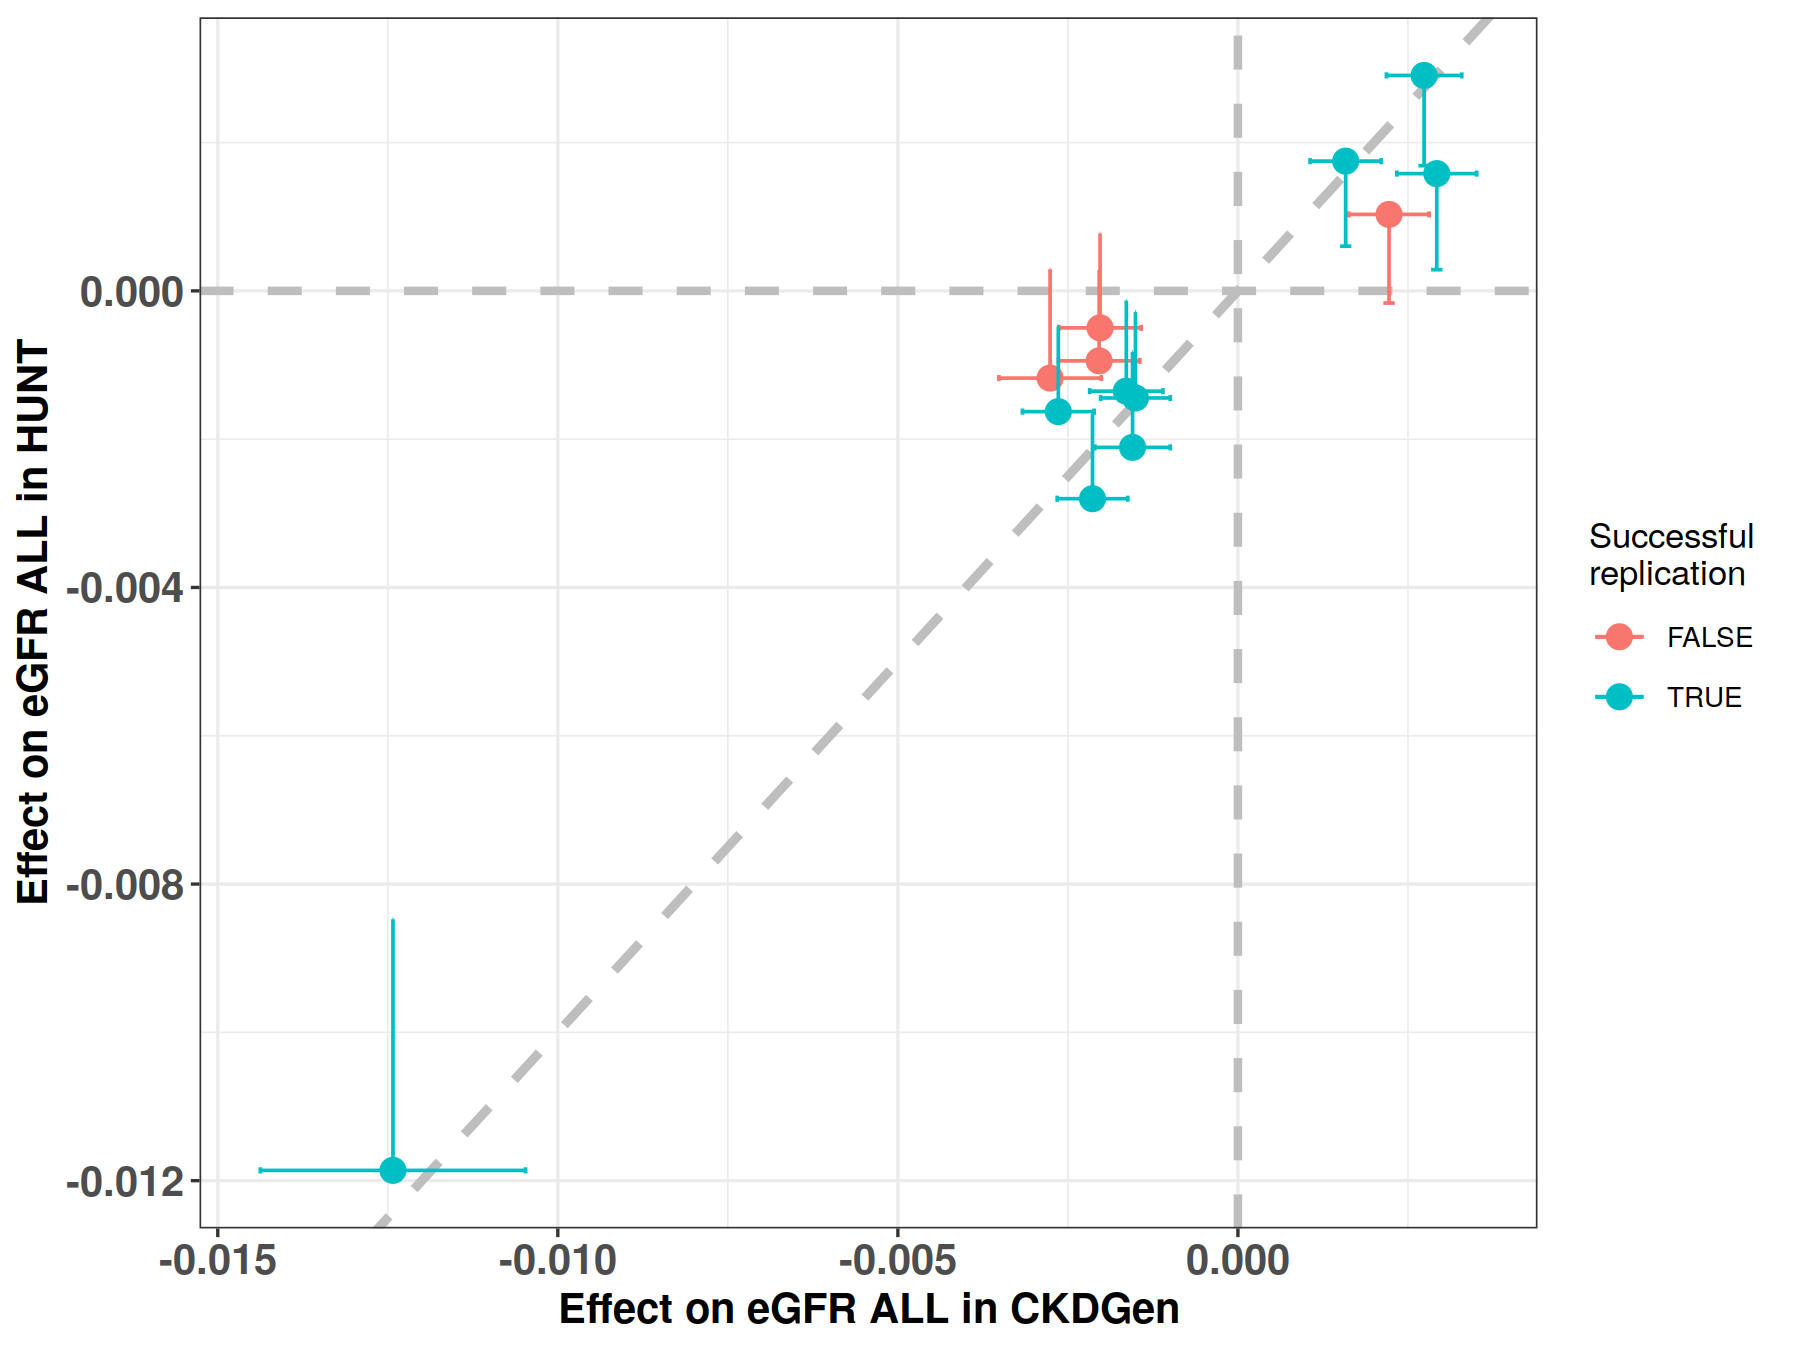 0.000
-0.004
-0.008
-0.012
Effect on eGFR ALL in HUNT
-0.015
-0.010
-0.005
0.000
Effect on eGFR ALL in CKDGen
Successful
replication
FALSE
TRUE